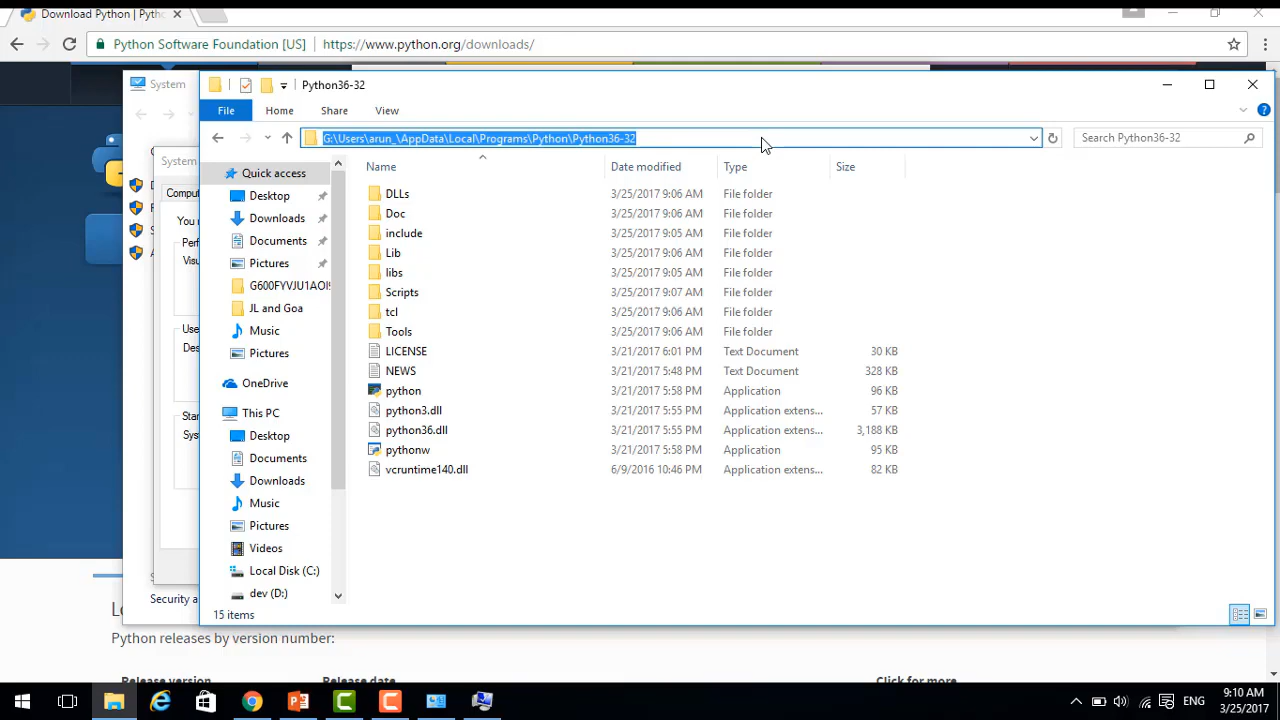 Download Python | Pytho
Python Software Foundation [US] https://www.python.org/downloads/
System
Python36-32
File Home Share View
G:\Users\arun_\AppData\Local\Programs\Python\Python36-32
Search Python36-32
System
Comput
You
Perf
Visu
Use
Des
Star
Sys
Security a
Quick access
Desktop
Downloads
Documents
Pictures
G600FYVJU1AOI
JL and Goa
Music
Pictures
OneDrive
This PC
Desktop
Documents
Downloads
Music
Pictures
Videos
Local Disk (C:)
dev (D:)
Name Date modified Type Size
DLLs 3/25/2017 9:06 AM File folder
Doc 3/25/2017 9:06 AM File folder
include 3/25/2017 9:05 AM File folder
Lib 3/25/2017 9:06 AM File folder
libs 3/25/2017 9:05 AM File folder
Scripts 3/25/2017 9:07 AM File folder
tcl 3/25/2017 9:06 AM File folder
Tools 3/25/2017 9:06 AM File folder
LICENSE 3/21/2017 6:01 PM Text Document 30 KB
NEWS 3/21/2017 5:48 PM Text Document 328 KB
python 3/21/2017 5:58 PM Application 96 KB
python3.dll 3/21/2017 5:55 PM Application extens... 57 KB
python36.dll 3/21/2017 5:55 PM Application extens... 3,188 KB
pythonw 3/21/2017 5:58 PM Application 95 KB
vcruntime140.dll 6/9/2016 10:46 PM Application extens... 82 KB
15 items
Python releases by version number:
Release version Release date Click for more
ENG
9:10 AM
3/25/2017